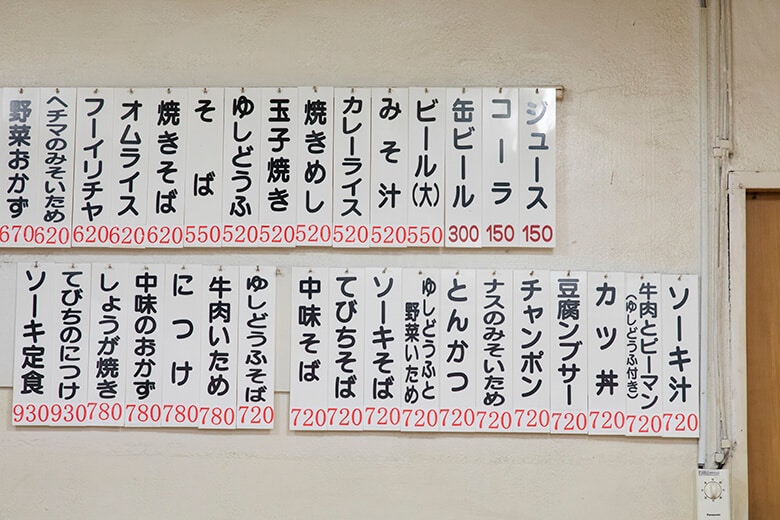 ジュース 150
コーラ 150
缶ビール 300
ビール(大) 550
みそ汁 520
カレーライス 520
焼きめし 520
玉子焼き 520
ゆしどうふ 520
そば 550
焼きそば 620
オムライス 620
フーイリチャ 620
ヘチマのみそいため 620
野菜おかず 670
ソーキ汁 720
牛肉とピーマン
(ゆしどうふ付き) 720
カツ丼 720
豆腐ンブサー 720
チャンポン 720
ナスのみそいため 720
とんかつ 720
ゆしどうふと
野菜いため 720
ソーキそば 720
てびちそば 720
中味そば 720
ゆしどうふそば 720
牛肉いため 780
につけ 780
中味のおかず 780
しょうが焼き 780
てびちのにつけ 930
ソーキ定食 930